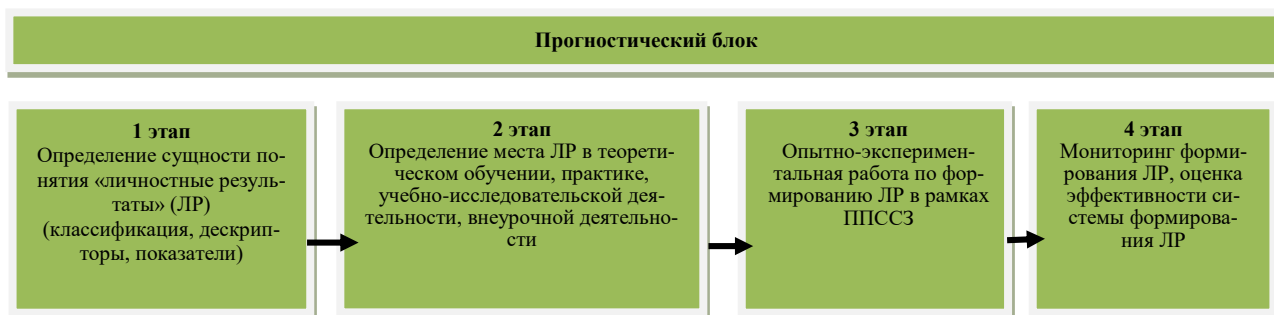 Прогностический блок
1 этап
Определение сущности по-
нятия «личностные резуль-
таты» (ЛР)
(классификация, дескрип-
торы, показатели)
2 этап
Определение места ЛР в теорети-
ческом обучении, практике,
учебно-исследовательской дея-
тельности, внеурочной деятельно-
сти
3 этап
Опытно-эксперимен-
тальная работа по фор-
мированию ЛР в рамках
ППССЗ
4 этап
Мониторинг форми-
рования ЛР, оценка
эффективности си-
стемы формирова-
ния ЛР